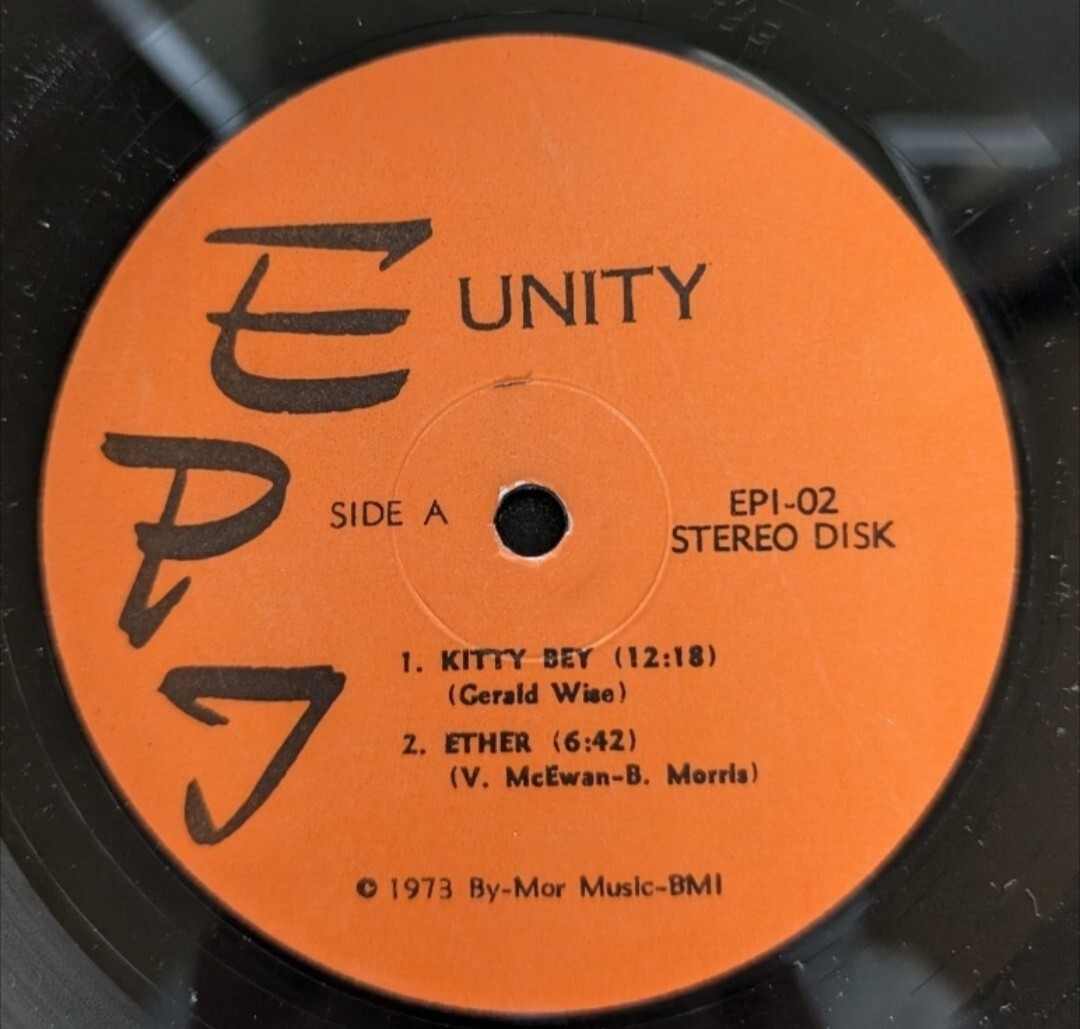 EPI
UNITY
SIDE A
EPI-02
STEREO DISK
1. KITTY BEY (12:18)
(Gerald Wise)
2. ETHER (6:42)
(V. McEwan-B. Morris)
© 1973 By-Mor Music-BMI